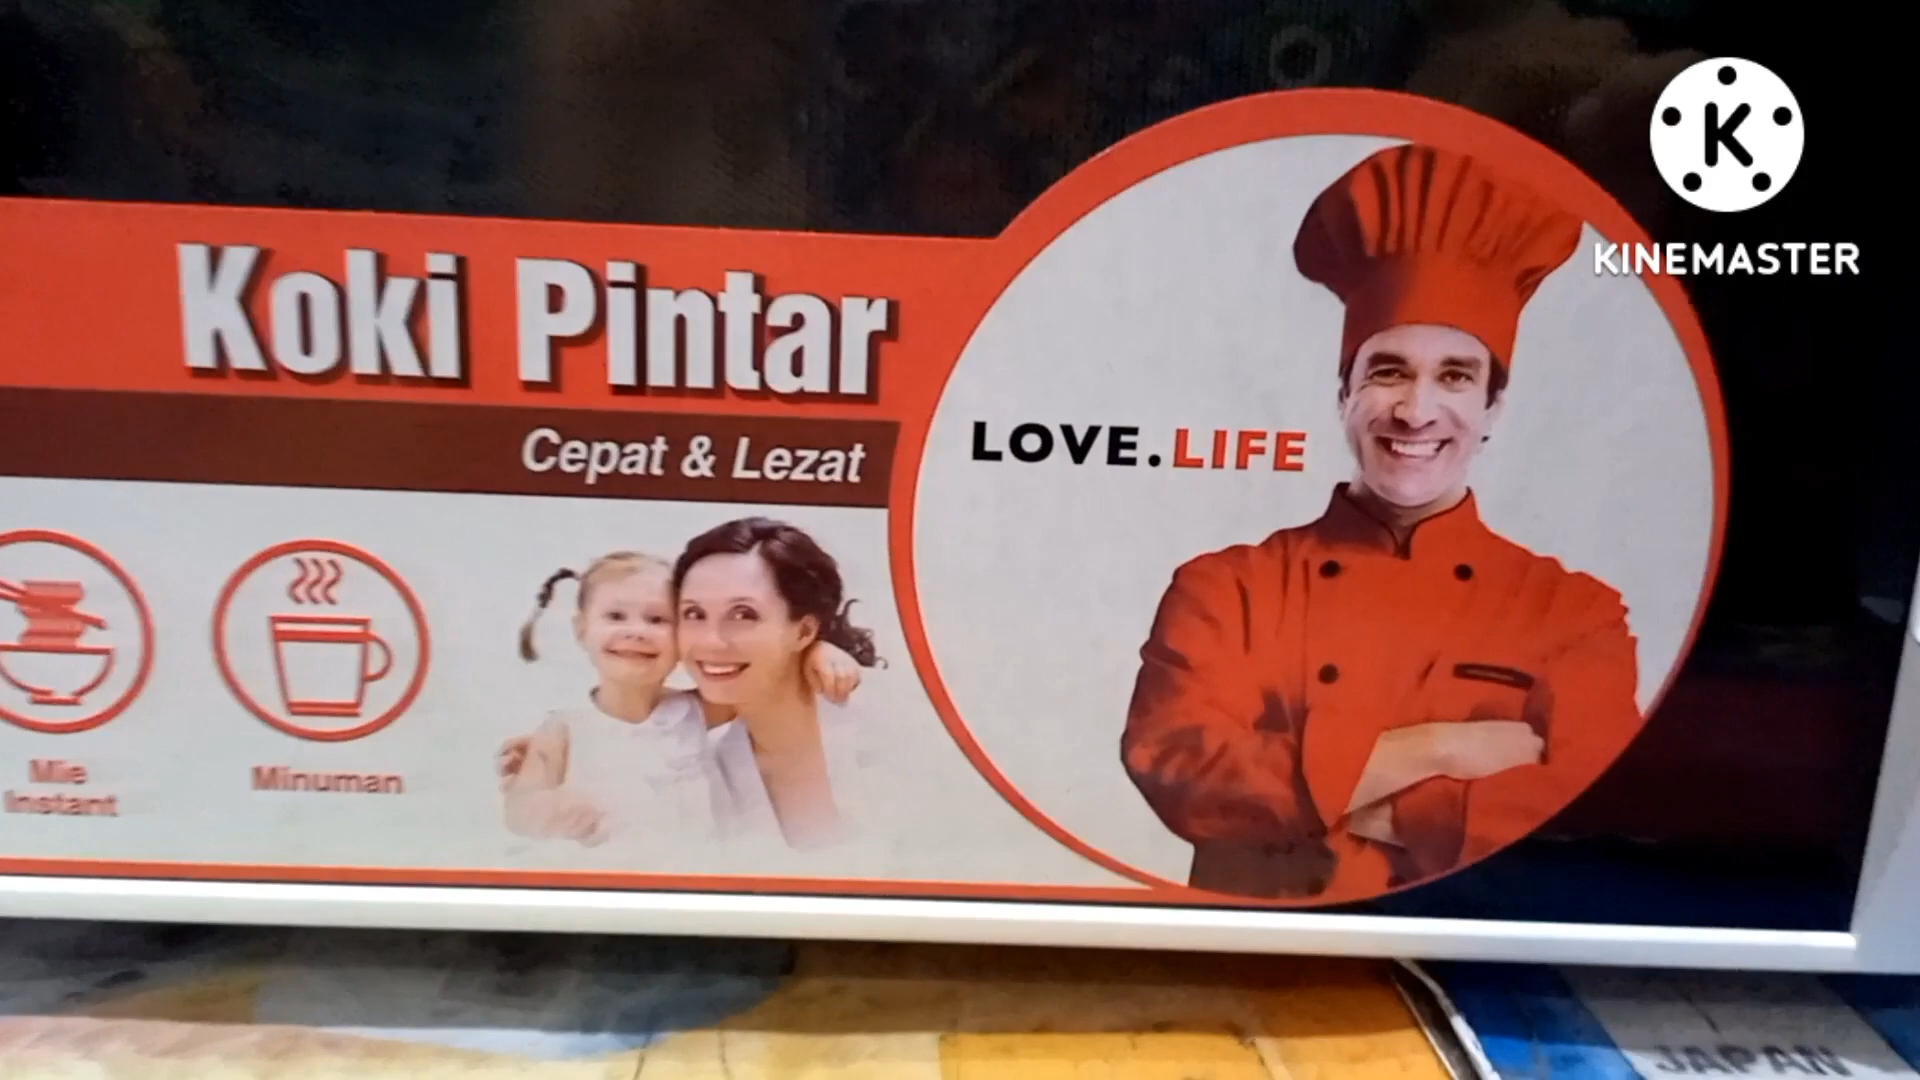 KINEMASTER
Koki Pintar
Cepat & Lezat
LOVE.LIFE
Mie
Instant
Minuman
JAPAN